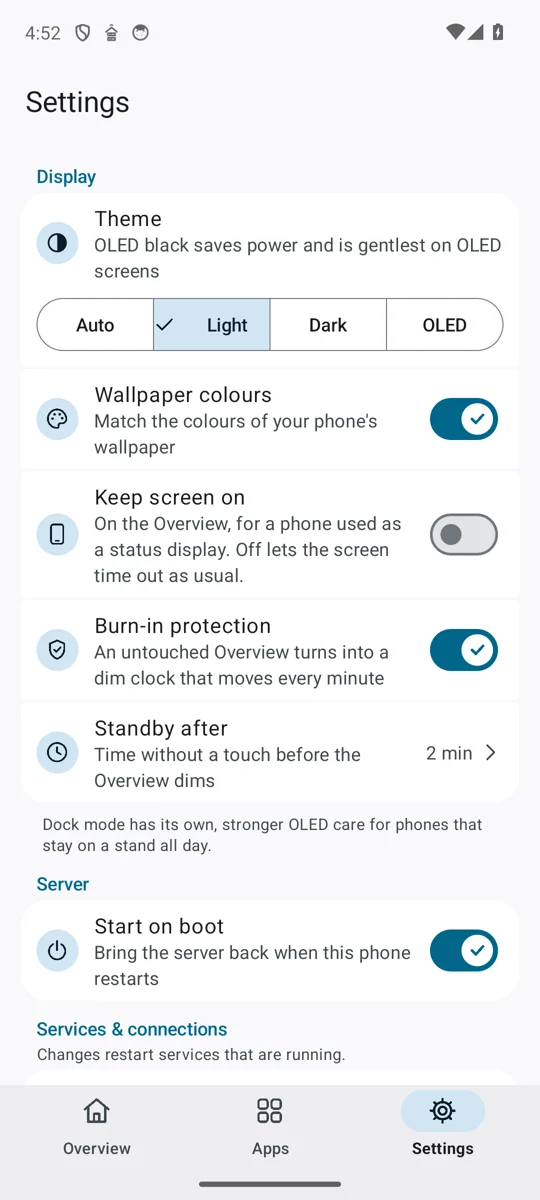 4:52
Settings
Display
Theme
OLED black saves power and is gentlest on OLED
screens
Auto
Light
Dark
OLED
Wallpaper colours
Match the colours of your phone's
wallpaper
Keep screen on
On the Overview, for a phone used as
a status display. Off lets the screen
time out as usual.
Burn-in protection
An untouched Overview turns into a
dim clock that moves every minute
Standby after
Time without a touch before the
Overview dims
2 min
Dock mode has its own, stronger OLED care for phones that
stay on a stand all day.
Server
Start on boot
Bring the server back when this phone
restarts
Services & connections
Changes restart services that are running.
Overview
Apps
Settings